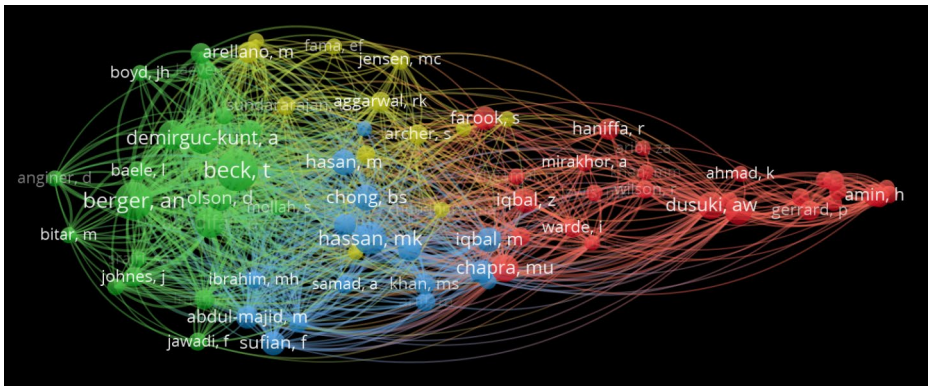 arellano, m
fama, ef
jensen, mc
boyd, jh
aggarwal, rk
farook, s
archer, s
haniffa, r
demirguc-kunt, a
hasan, m
mirakhor, a
ahmad, k
anginer, d
baele, l
beck, t
berger, an
olson, d
mollah, s
chong, bs
iqbal, z
wilson, r
dusuki, aw
gerrard, p
amin, h
bitar, m
hassan, mk
iqbal, m
warde, i
johnes, j
ibrahim, mh
samad, a
khan, ms
chapra, mu
abdul-majid, m
jawadi, f
sufian, f